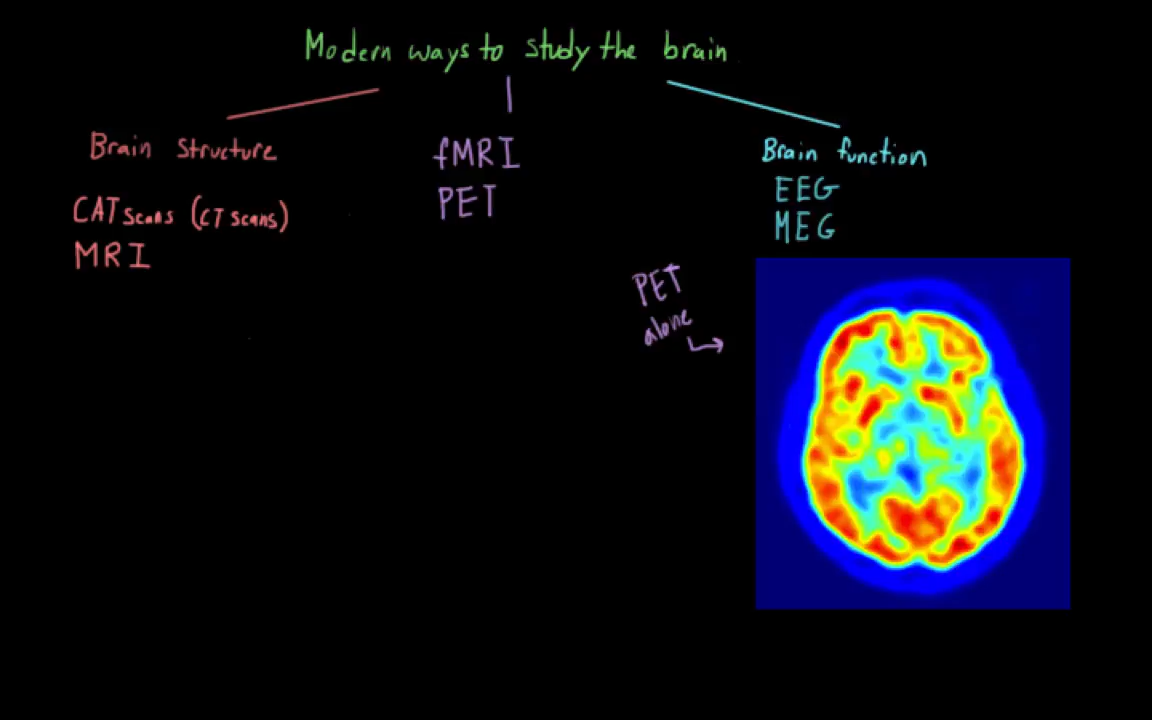 Modern ways to study the brain
Brain Structure
CAT scans (CT scans)
MRI
fMRI
PET
Brain function
EEG
MEG
PET
alone